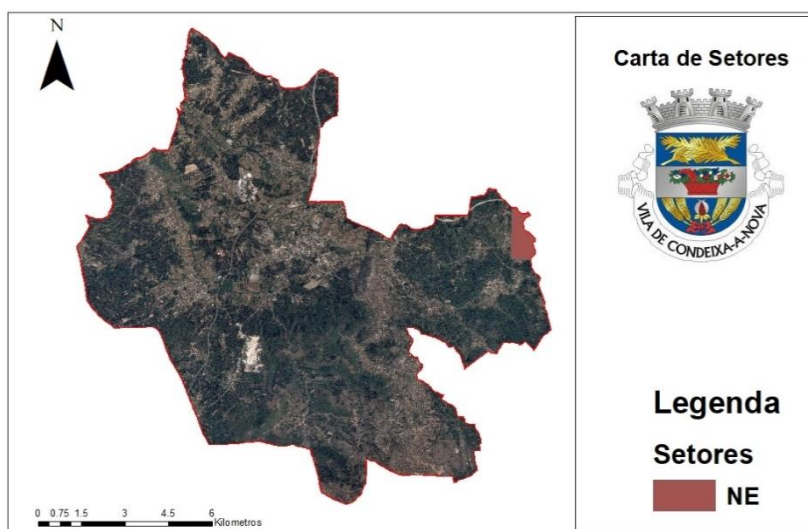 N
Carta de Setores
VILA DE CONDEIXA-A-NOVA
Legenda
Setores
NE
0 0.75 1.5 3 4.5 6
Kilometros